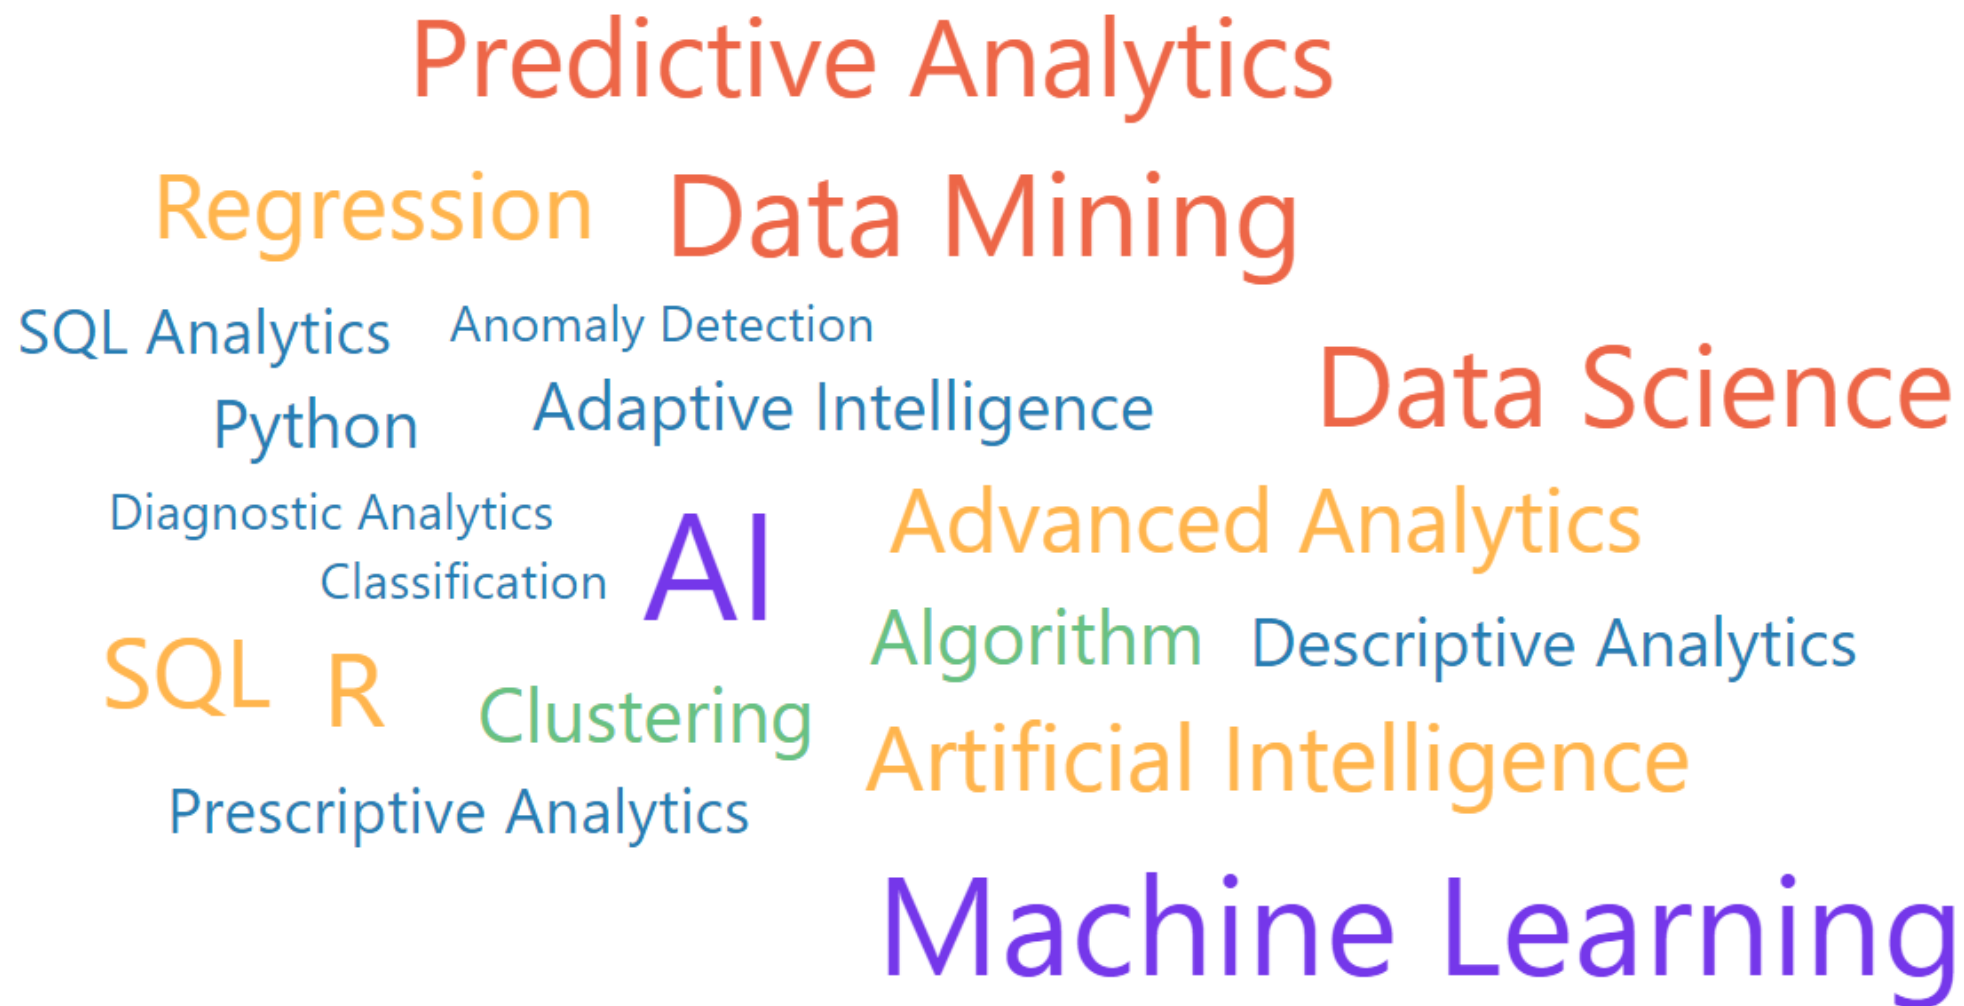 Predictive Analytics
Regression
Data Mining
SQL Analytics
Anomaly Detection
Data Science
Python
Adaptive Intelligence
Diagnostic Analytics
AI
Advanced Analytics
Classification
Algorithm
Descriptive Analytics
SQL
R
Clustering
Artificial Intelligence
Prescriptive Analytics
Machine Learning